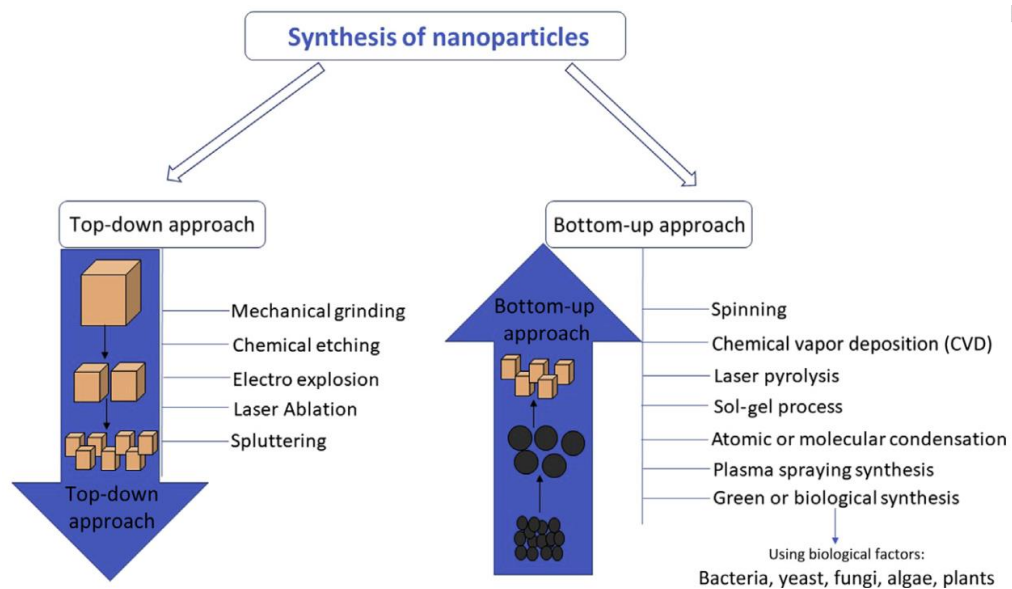 Synthesis of nanoparticles
Top-down approach
Mechanical grinding
Chemical etching
Electro explosion
Laser Ablation
Spluttering
Top-down
approach
Bottom-up approach
Bottom-up
approach
Spinning
Chemical vapor deposition (CVD)
Laser pyrolysis
Sol-gel process
Atomic or molecular condensation
Plasma spraying synthesis
Green or biological synthesis
Using biological factors:
Bacteria, yeast, fungi, algae, plants